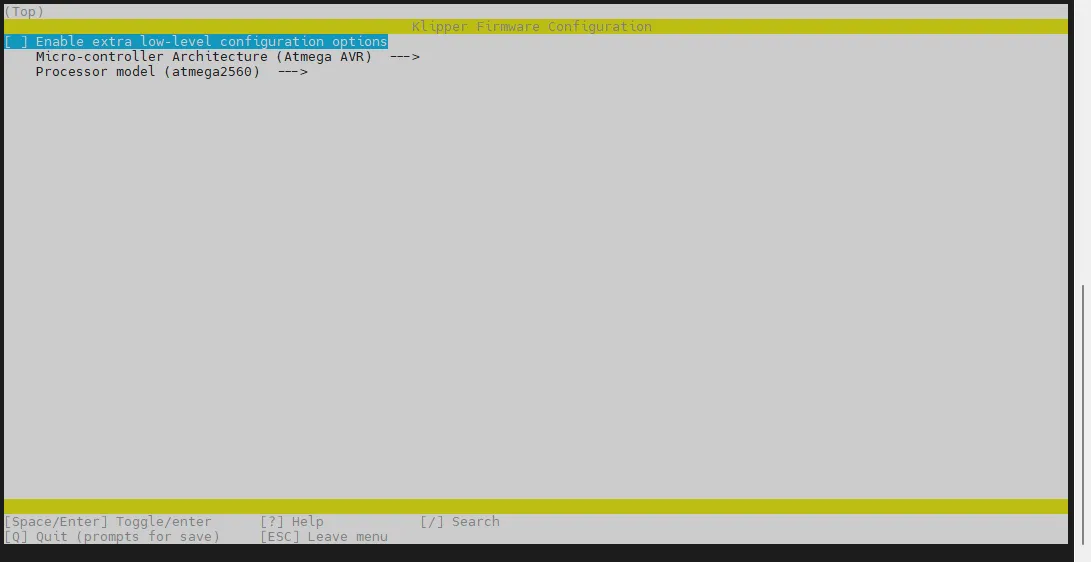 (Top)
Klipper Firmware Configuration
[ ] Enable extra low-level configuration options
Micro-controller Architecture (Atmega AVR)  --->
Processor model (atmega2560)  --->
[Space/Enter] Toggle/enter      [?] Help            [/] Search
[Q] Quit (prompts for save)     [ESC] Leave menu